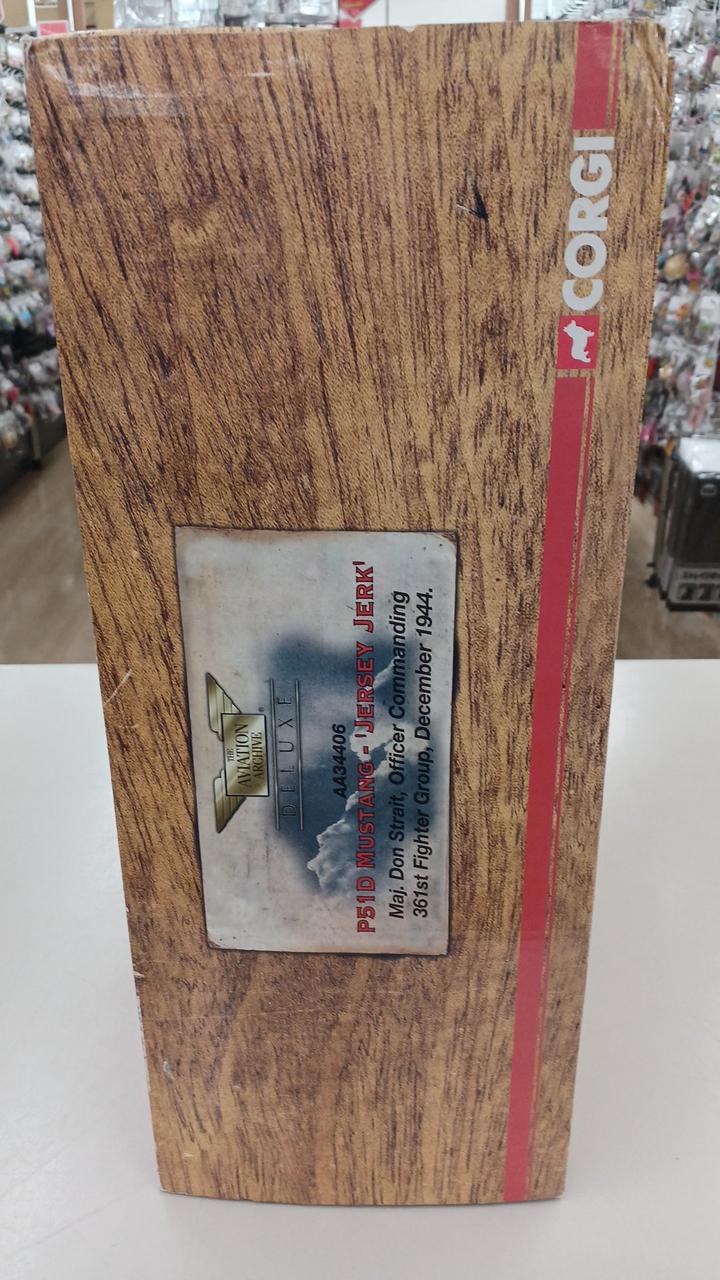 CORGI
THE
AVIATION
ARCHIVE
®
DELUXE
AA34406
P51D MUSTANG - 'JERSEY JERK'
Maj. Don Strait, Officer Commanding
361st Fighter Group, December 1944.